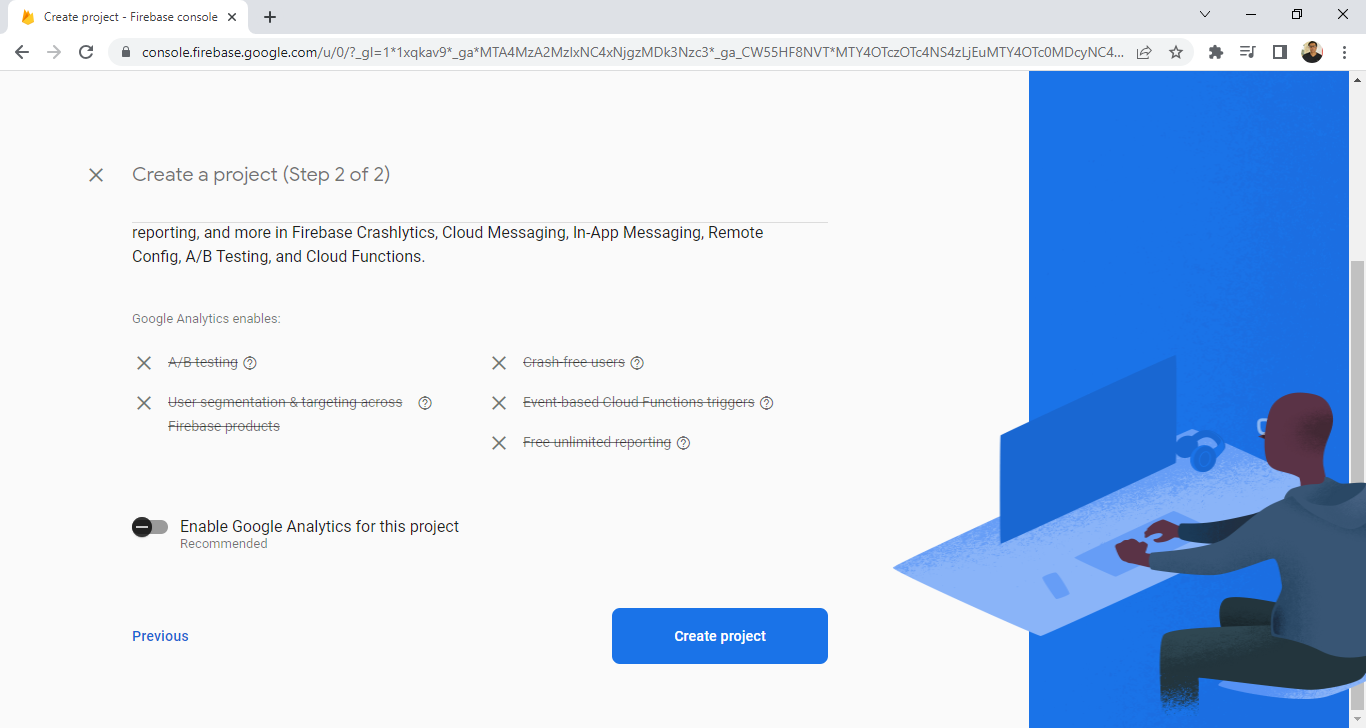 Create project - Firebase console
console.firebase.google.com/u/0/?_gl=1*1xqkav9*_ga*MTA4MzA2MzIxNC4xNjgzMDk3Nzc3*_ga_CW55HF8NVT*MTY4OTczOTc4NS4zLjEuMTY4OTc0MDcyNC4...
Create a project (Step 2 of 2)
reporting, and more in Firebase Crashlytics, Cloud Messaging, In-App Messaging, Remote
Config, A/B Testing, and Cloud Functions.
Google Analytics enables:
A/B testing
Crash-free users
User segmentation & targeting across
Firebase products
Event-based Cloud Functions triggers
Free unlimited reporting
Enable Google Analytics for this project
Recommended
Previous
Create project